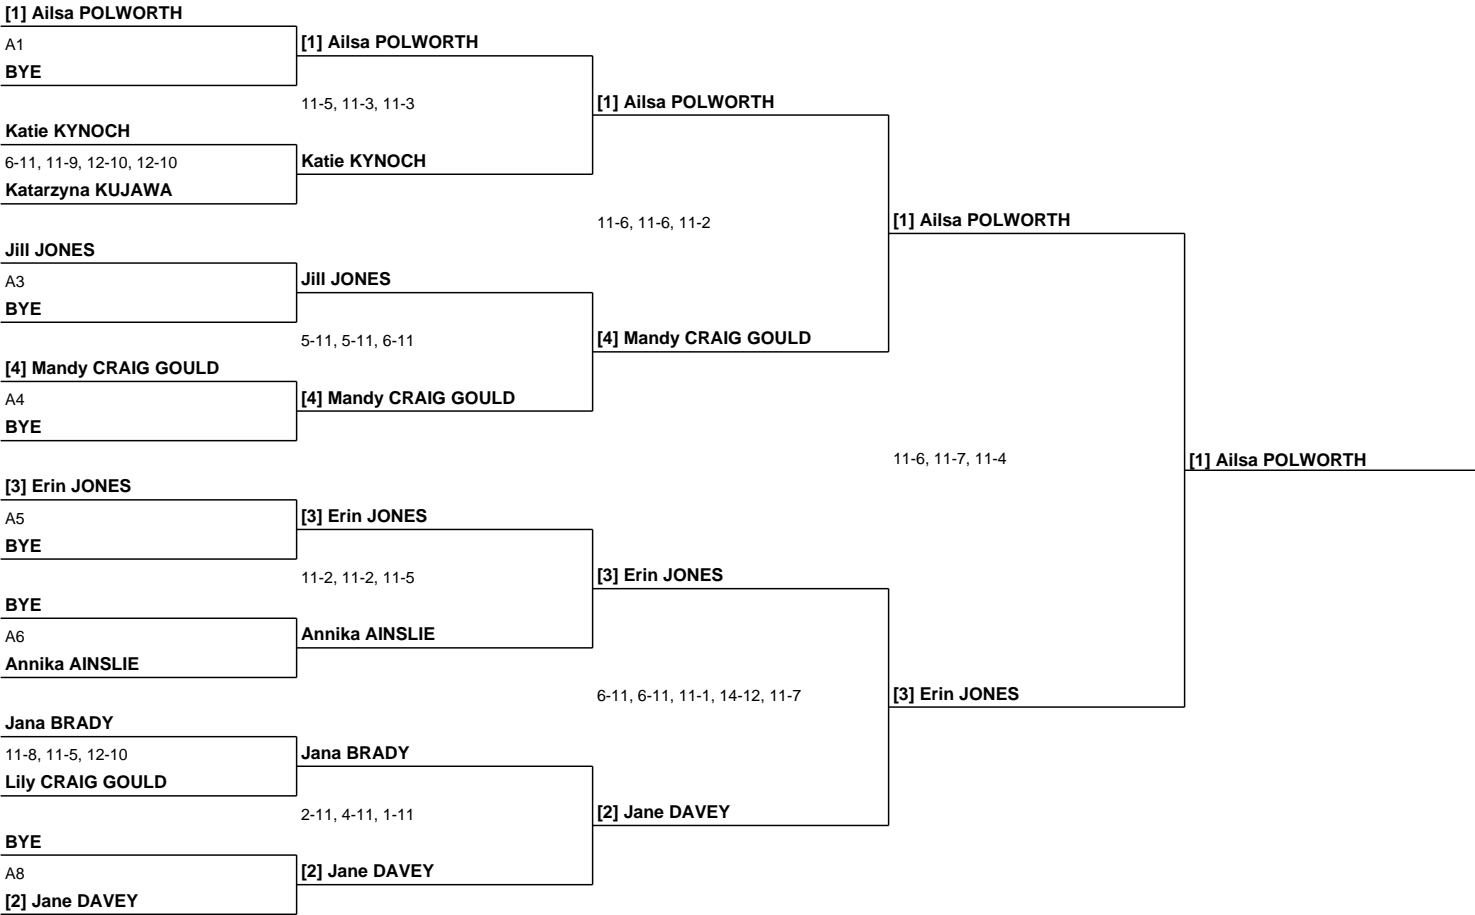 [1] Ailsa POLWORTH
A1
BYE
[1] Ailsa POLWORTH
11-5, 11-3, 11-3
Katie KYNOCH
6-11, 11-9, 12-10, 12-10
Katarzyna KUJAWA
Katie KYNOCH
[1] Ailsa POLWORTH
11-6, 11-6, 11-2
Jill JONES
A3
BYE
Jill JONES
5-11, 5-11, 6-11
[4] Mandy CRAIG GOULD
A4
BYE
[4] Mandy CRAIG GOULD
[4] Mandy CRAIG GOULD
[1] Ailsa POLWORTH
11-6, 11-7, 11-4
[1] Ailsa POLWORTH
[3] Erin JONES
A5
BYE
[3] Erin JONES
11-2, 11-2, 11-5
BYE
A6
Annika AINSLIE
Annika AINSLIE
[3] Erin JONES
6-11, 6-11, 11-1, 14-12, 11-7
[3] Erin JONES
Jana BRADY
11-8, 11-5, 12-10
Lily CRAIG GOULD
Jana BRADY
2-11, 4-11, 1-11
BYE
A8
[2] Jane DAVEY
[2] Jane DAVEY
[2] Jane DAVEY